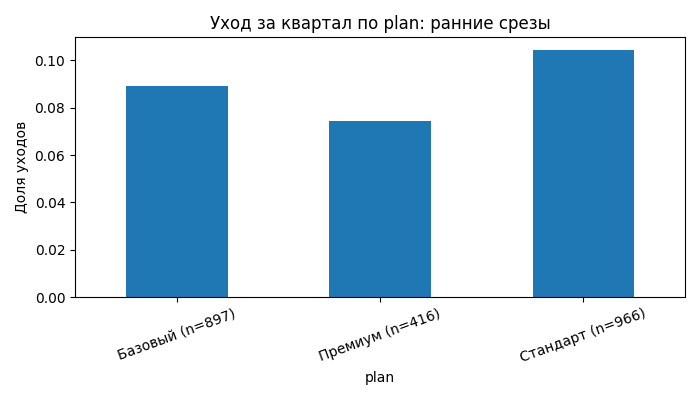 Уход за квартал по plan: ранние срезы
Доля уходов
0.10
0.08
0.06
0.04
0.02
0.00
Базовый (n=897)
Премиум (n=416)
Стандарт (n=966)
plan